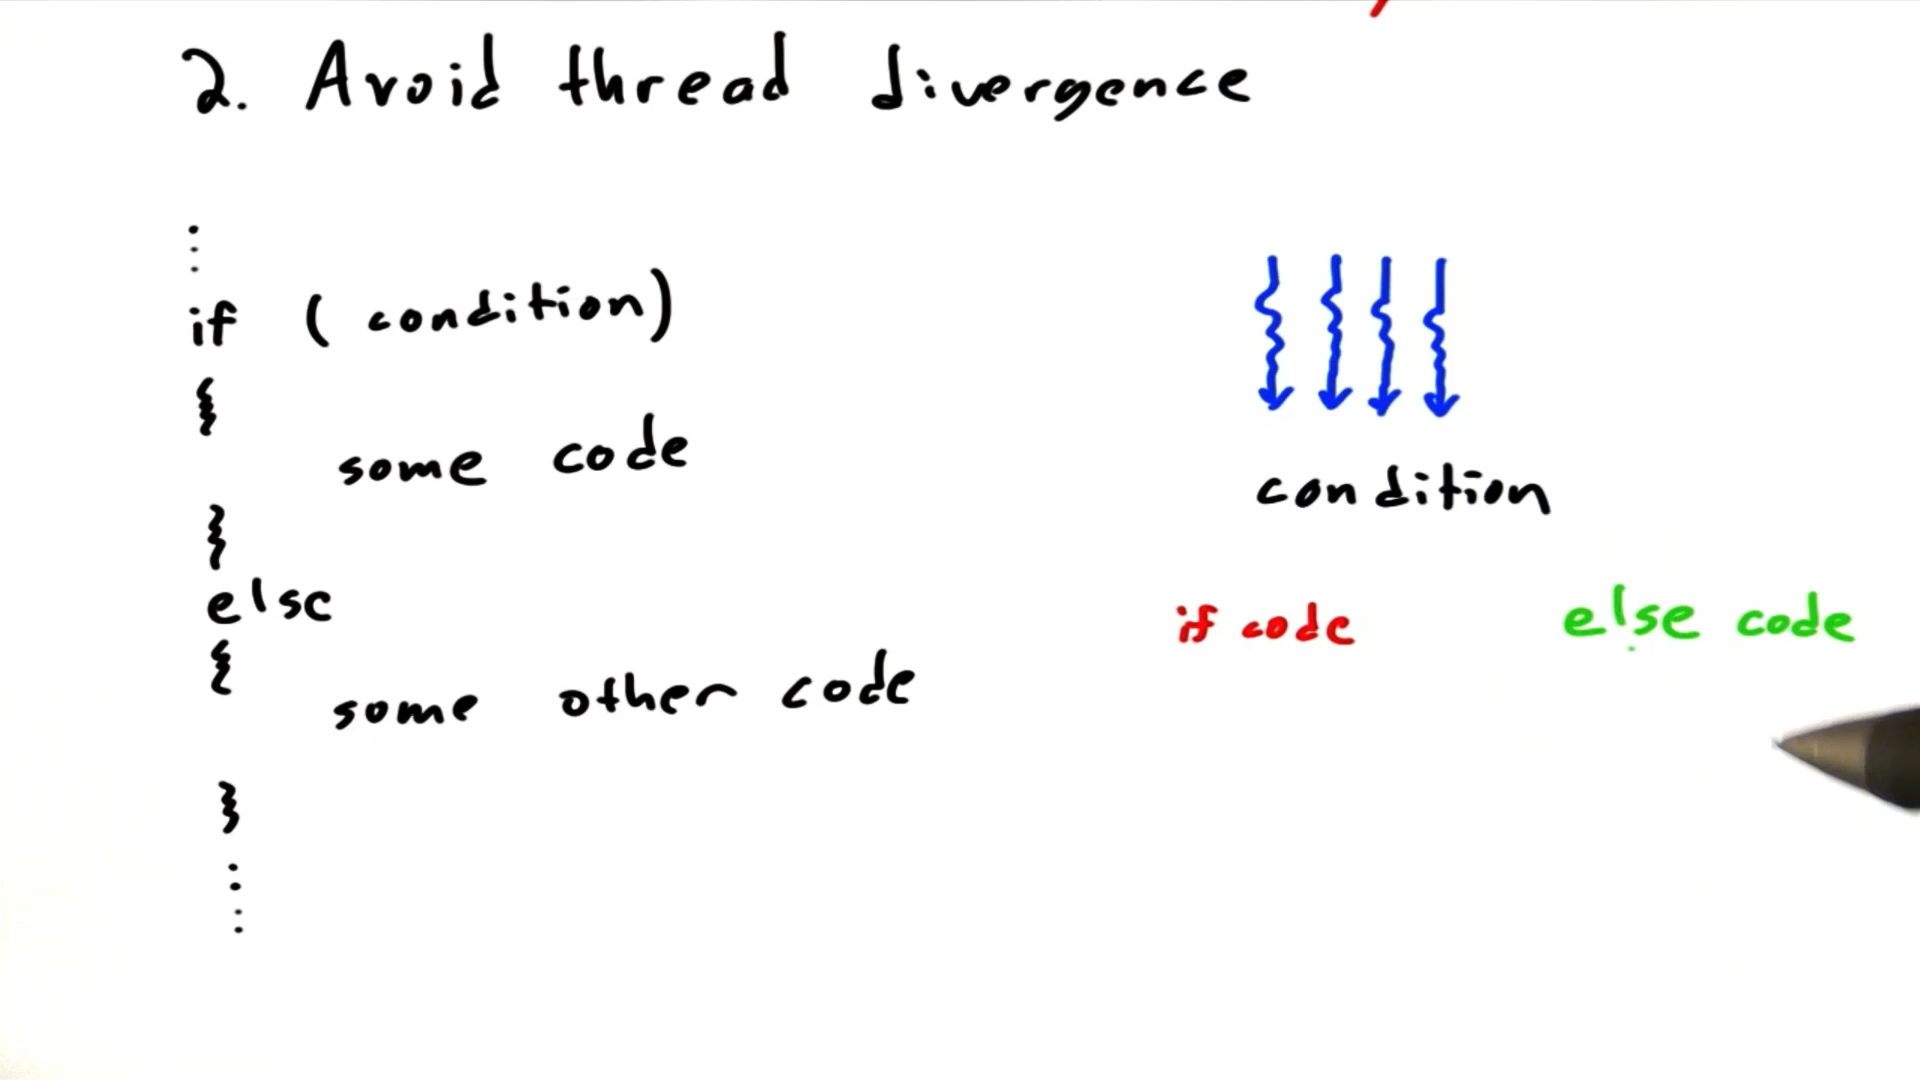 2. Avoid thread divergence
⋮
if ( condition)
{
some code
}
else
{
some other code
}
⋮
condition
if code
else code